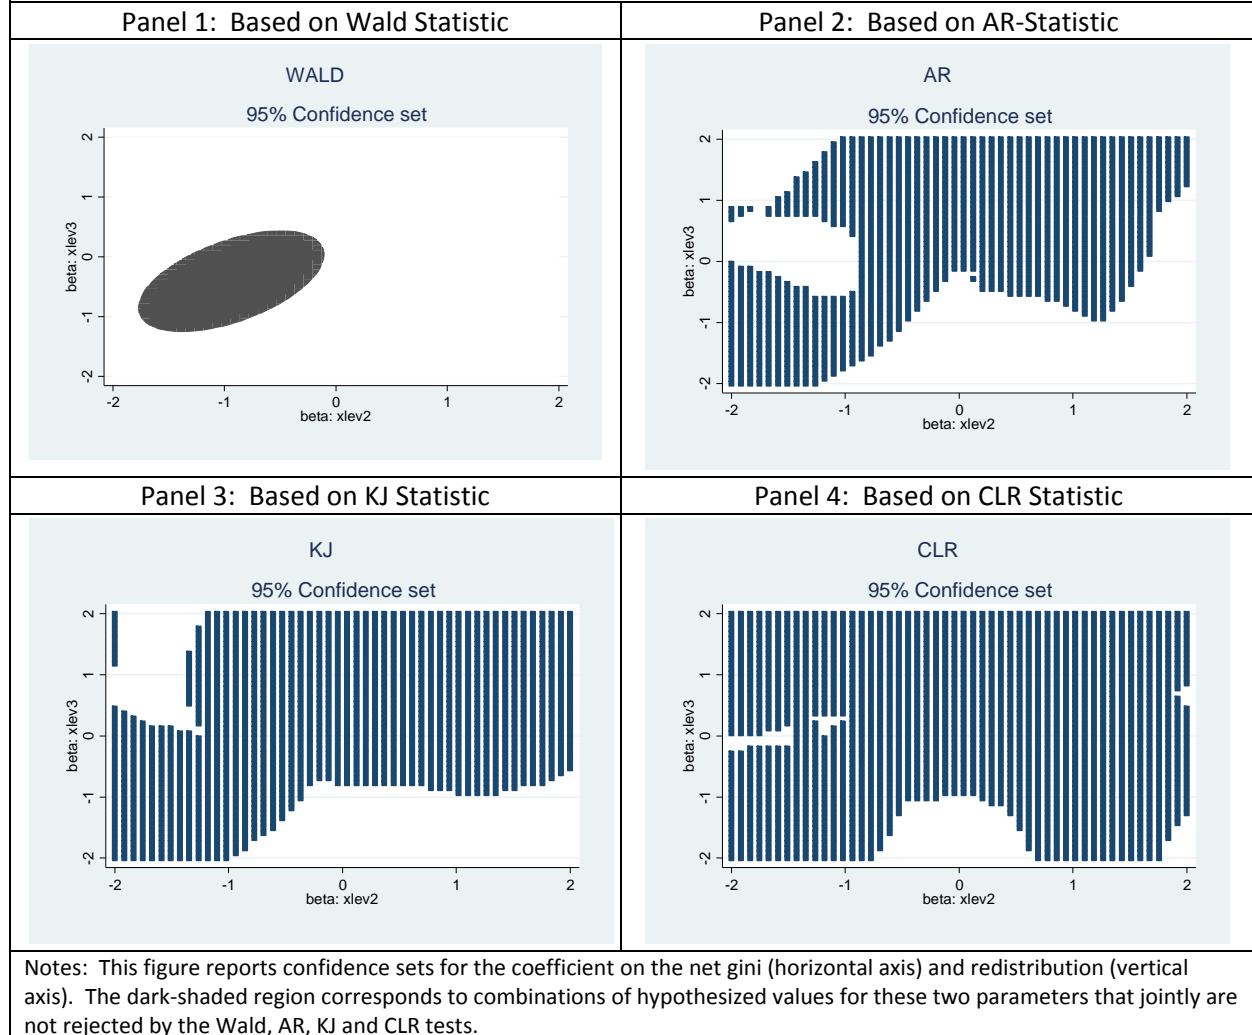 Panel 1: Based on Wald Statistic
Panel 2: Based on AR-Statistic
WALD
95% Confidence set
beta: xlev3
2
1
0
-1
-2
-2 -1 0 1 2
beta: xlev2
AR
95% Confidence set
beta: xlev3
2
1
0
-1
-2
-2 -1 0 1 2
beta: xlev2
Panel 3: Based on KJ Statistic
Panel 4: Based on CLR Statistic
KJ
95% Confidence set
beta: xlev3
2
1
0
-1
-2
-2 -1 0 1 2
beta: xlev2
CLR
95% Confidence set
beta: xlev3
2
1
0
-1
-2
-2 -1 0 1 2
beta: xlev2
Notes: This figure reports confidence sets for the coefficient on the net gini (horizontal axis) and redistribution (vertical
axis). The dark-shaded region corresponds to combinations of hypothesized values for these two parameters that jointly are
not rejected by the Wald, AR, KJ and CLR tests.